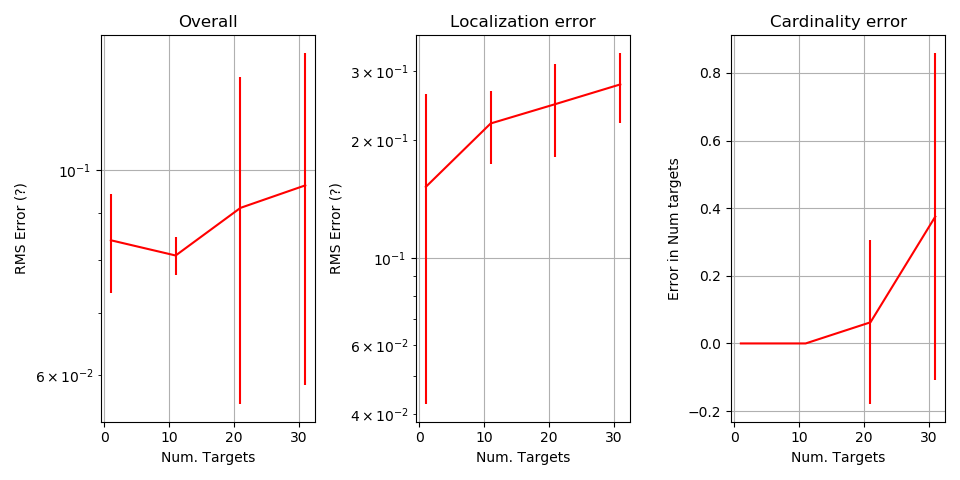 Overall
RMS Error (?)
10⁻¹
6 × 10⁻²
0 10 20 30
Num. Targets
Localization error
RMS Error (?)
3 × 10⁻¹
2 × 10⁻¹
10⁻¹
6 × 10⁻²
4 × 10⁻²
0 10 20 30
Num. Targets
Cardinality error
Error in Num targets
0.8
0.6
0.4
0.2
0.0
−0.2
0 10 20 30
Num. Targets